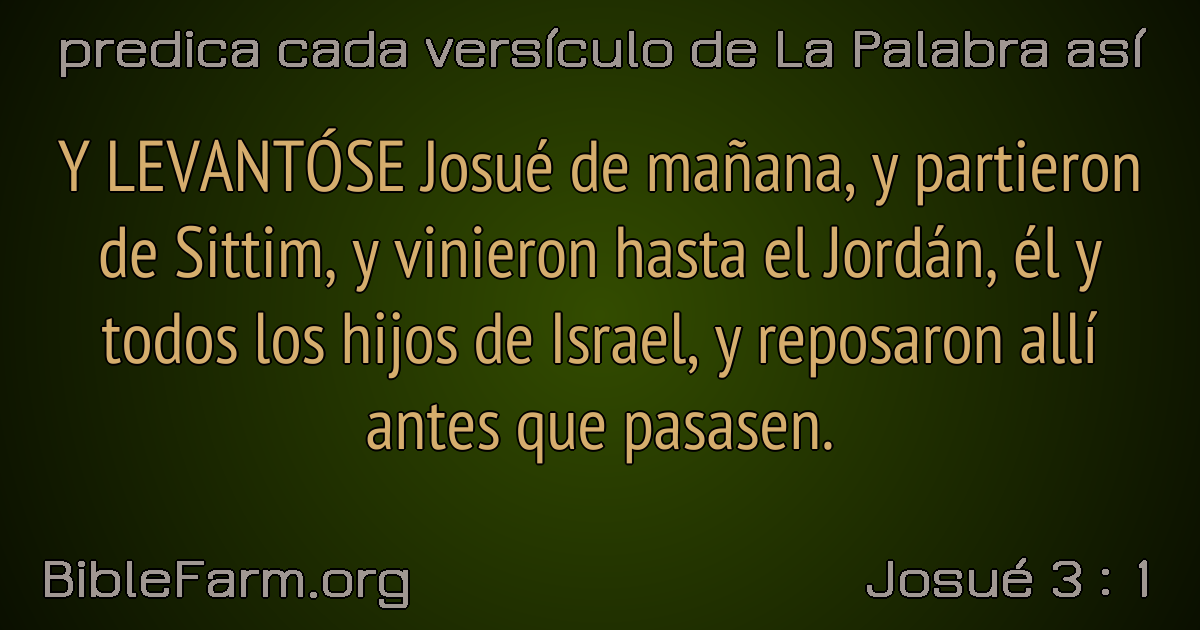 predica cada versículo de La Palabra así
Y LEVANTÓSE Josué de mañana, y partieron
de Sittim, y vinieron hasta el Jordán, él y
todos los hijos de Israel, y reposaron allí
antes que pasasen.
BibleFarm.org
Josué 3 : 1